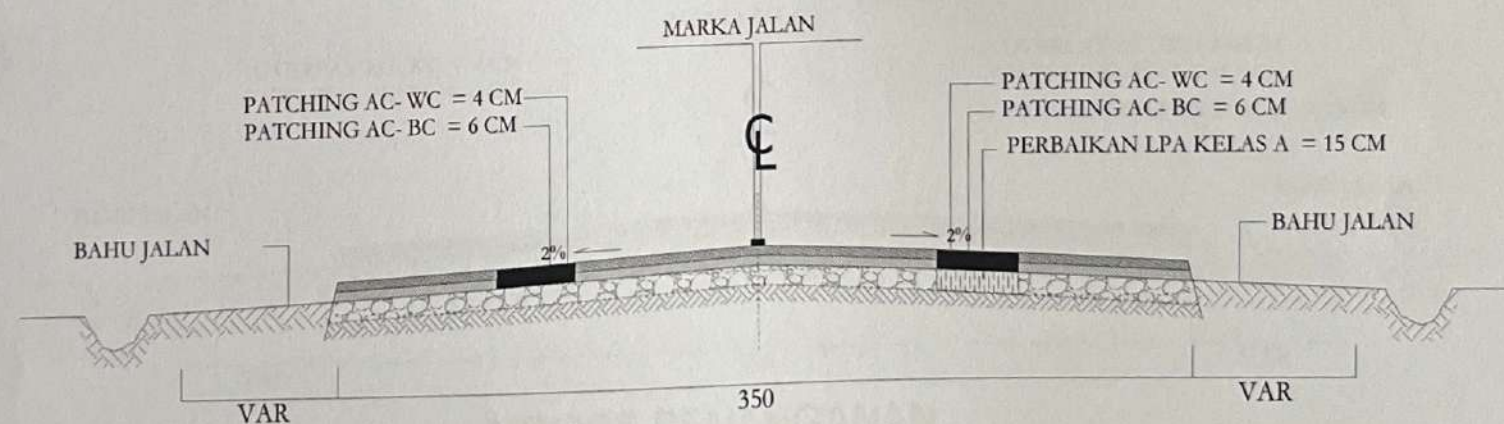 MARKA JALAN
PATCHING AC- WC = 4 CM
PATCHING AC- BC = 6 CM
PATCHING AC- WC = 4 CM
PATCHING AC- BC = 6 CM
PERBAIKAN LPA KELAS A = 15 CM
CL
BAHU JALAN
2%
2%
BAHU JALAN
VAR
350
VAR